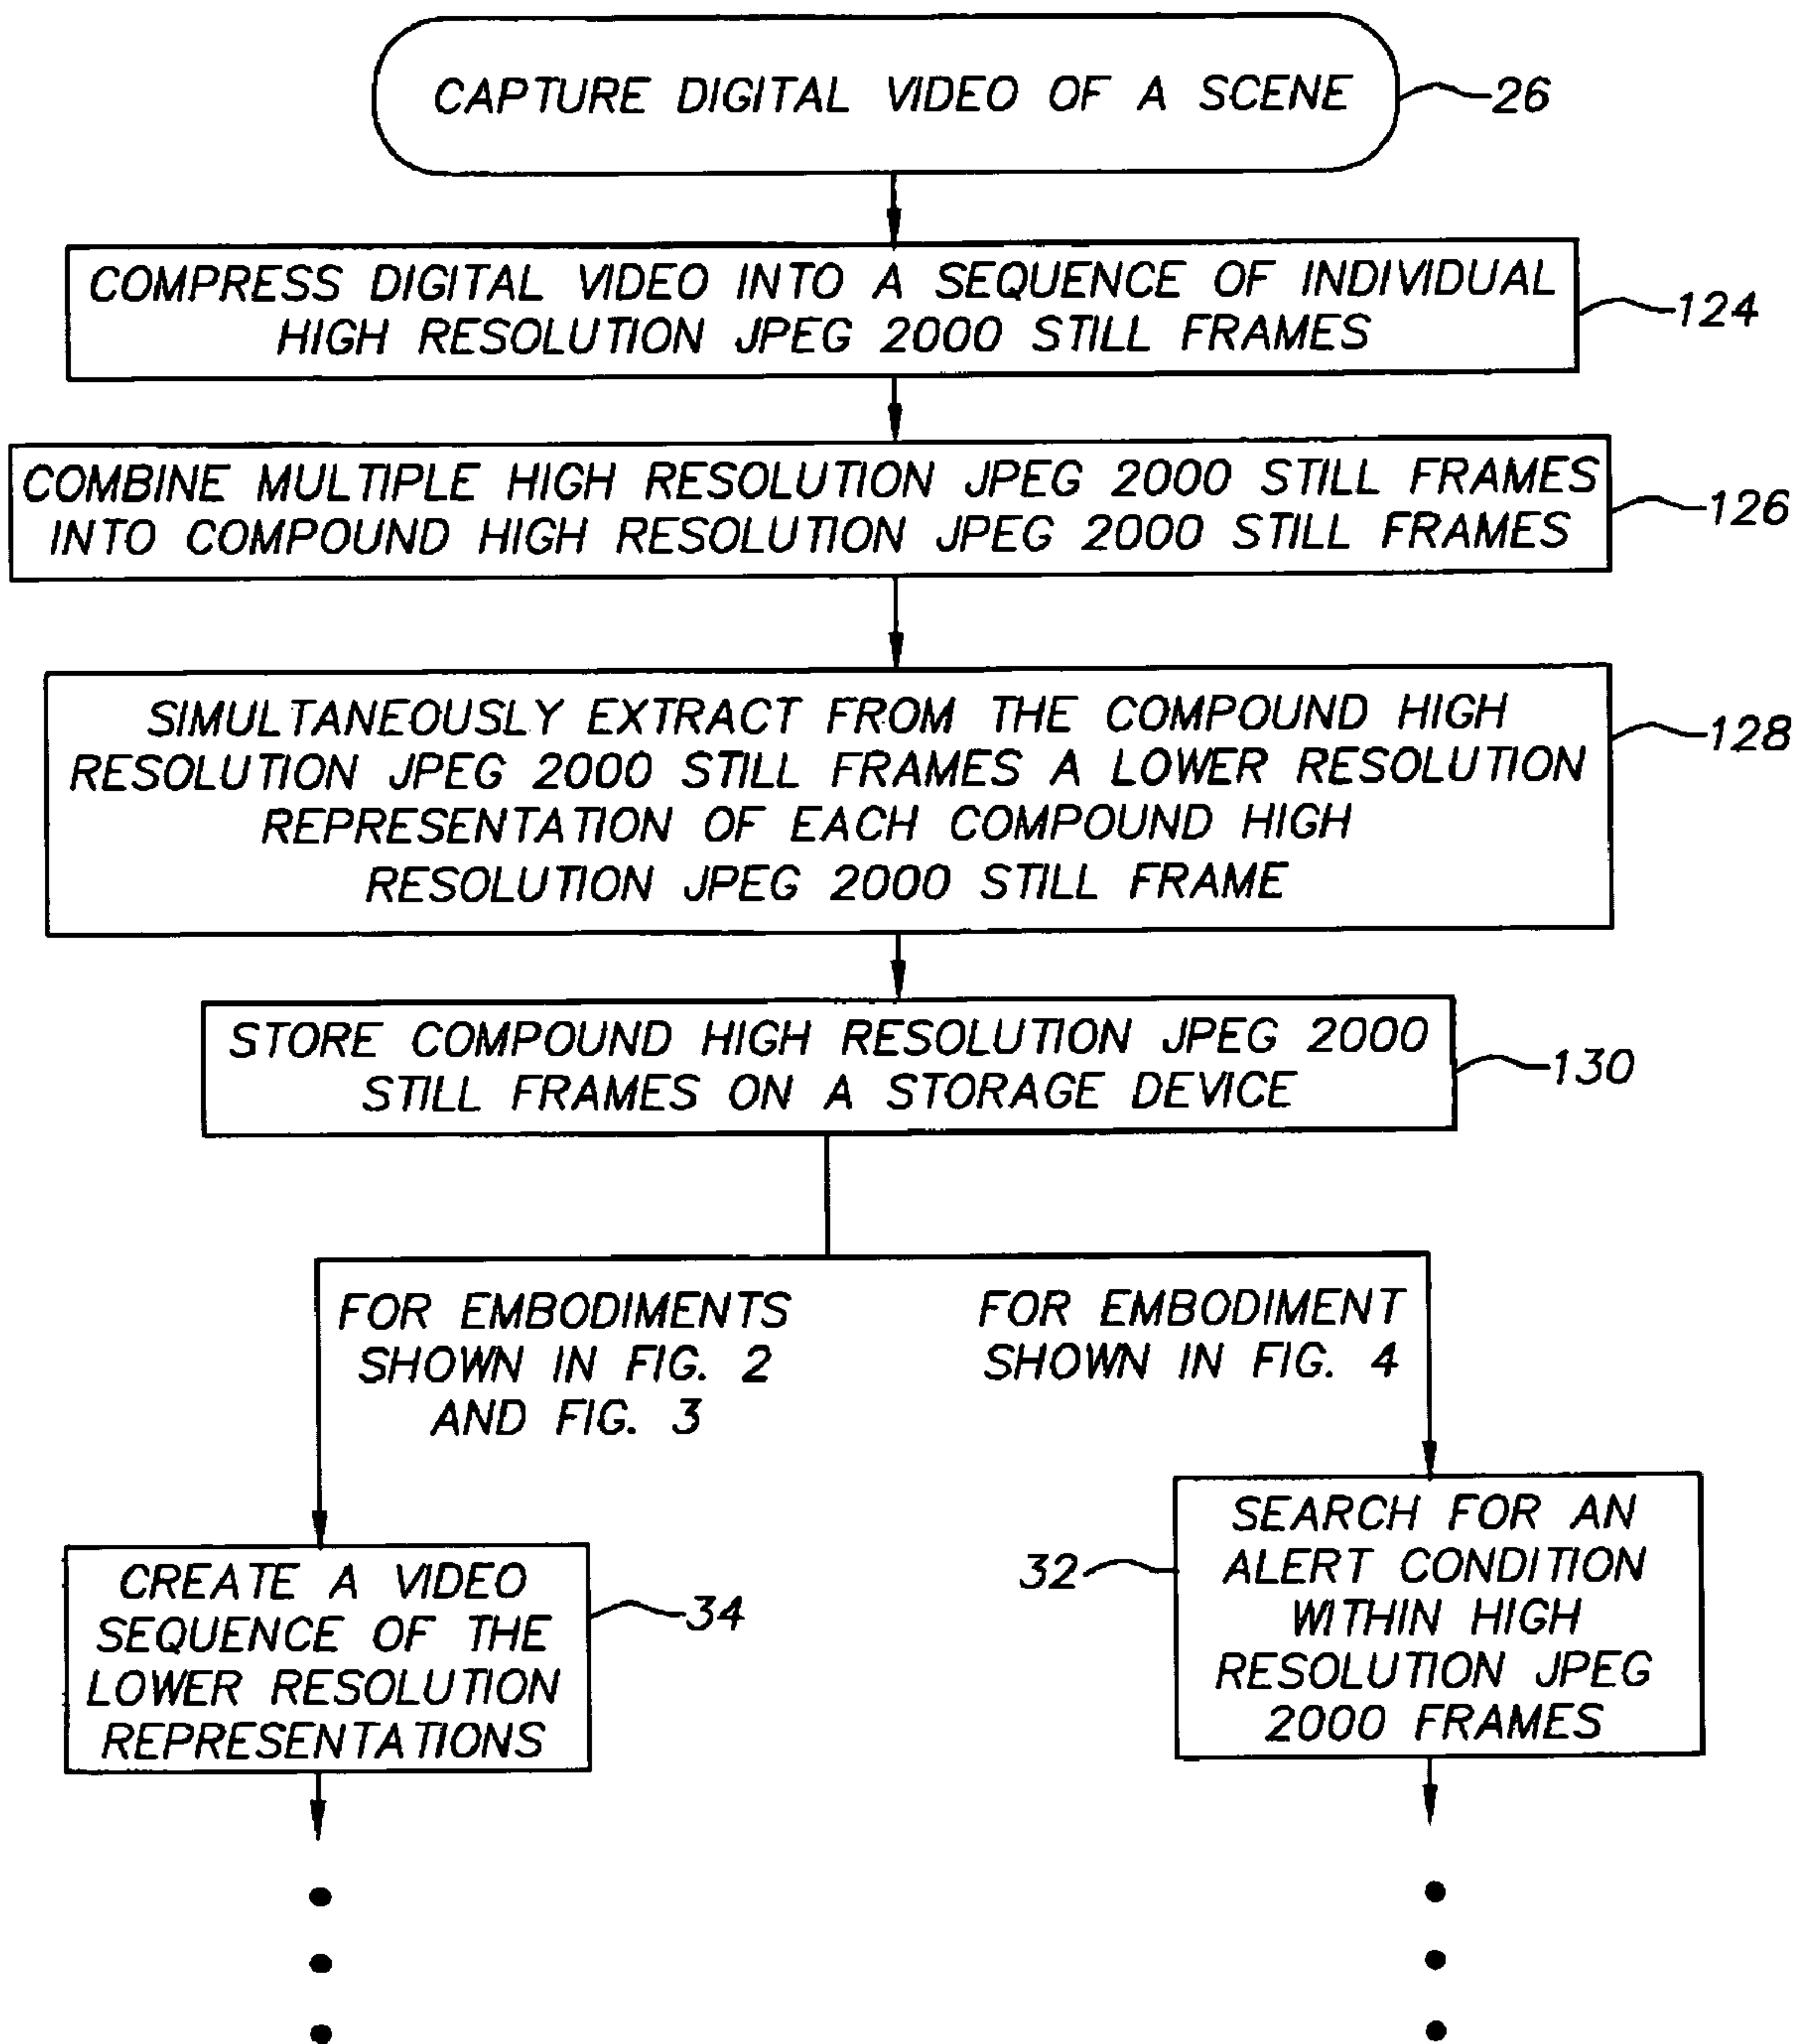 CAPTURE DIGITAL VIDEO OF A SCENE
26
COMPRESS DIGITAL VIDEO INTO A SEQUENCE OF INDIVIDUAL
HIGH RESOLUTION JPEG 2000 STILL FRAMES
124
COMBINE MULTIPLE HIGH RESOLUTION JPEG 2000 STILL FRAMES
INTO COMPOUND HIGH RESOLUTION JPEG 2000 STILL FRAMES
126
SIMULTANEOUSLY EXTRACT FROM THE COMPOUND HIGH
RESOLUTION JPEG 2000 STILL FRAMES A LOWER RESOLUTION
REPRESENTATION OF EACH COMPOUND HIGH
RESOLUTION JPEG 2000 STILL FRAME
128
STORE COMPOUND HIGH RESOLUTION JPEG 2000
STILL FRAMES ON A STORAGE DEVICE
130
FOR EMBODIMENTS
SHOWN IN FIG. 2
AND FIG. 3
FOR EMBODIMENT
SHOWN IN FIG. 4
CREATE A VIDEO
SEQUENCE OF THE
LOWER RESOLUTION
REPRESENTATIONS
34
32
SEARCH FOR AN
ALERT CONDITION
WITHIN HIGH
RESOLUTION JPEG
2000 FRAMES